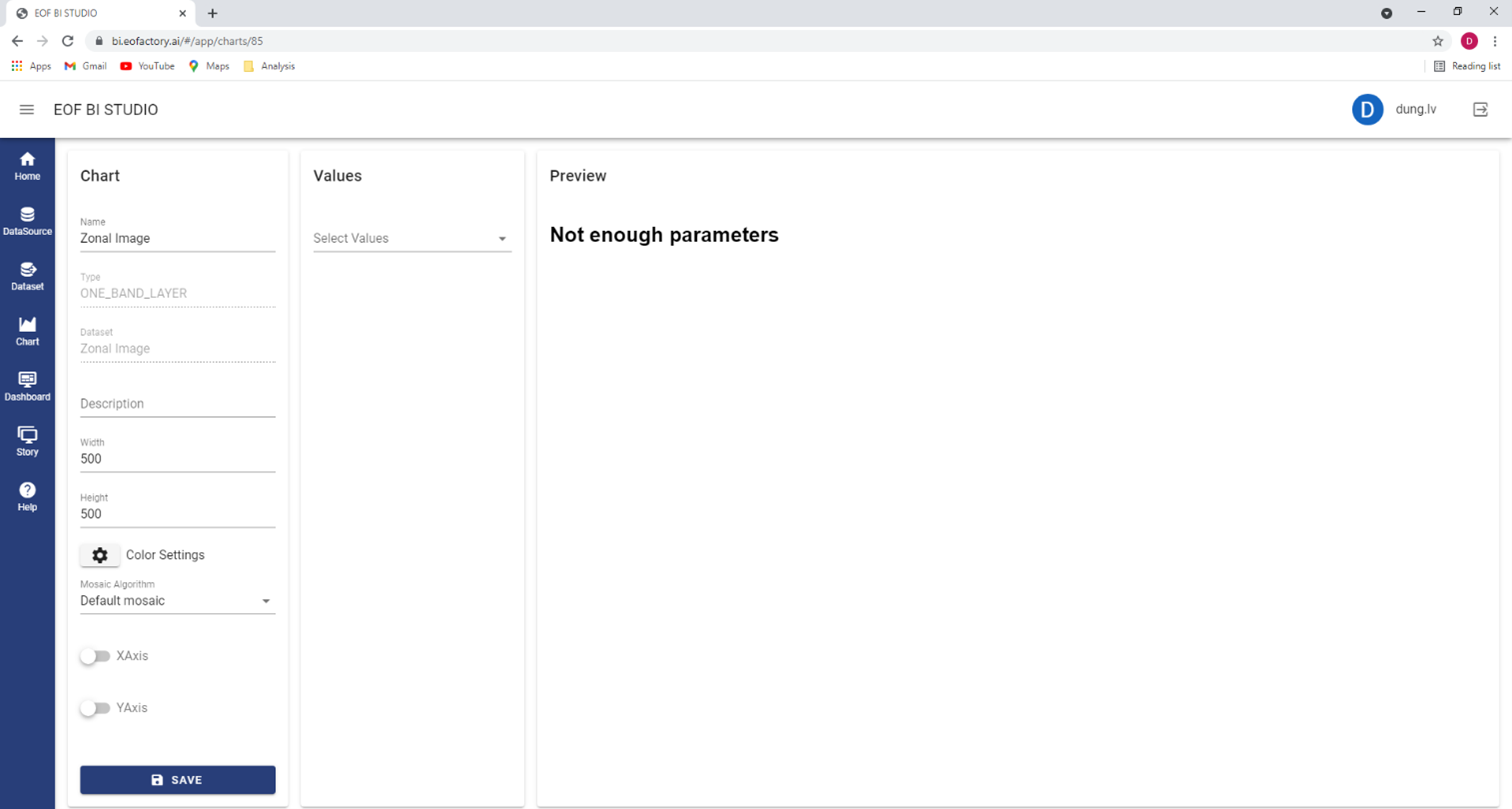 EOF BI STUDIO
bi.eofactory.ai/#/app/charts/85
D
Apps
Gmail
YouTube
Maps
Analysis
Reading list
EOF BI STUDIO
D
dung.lv
Home
DataSource
Dataset
Chart
Dashboard
Story
Help
Chart
Name
Zonal Image
Type
ONE_BAND_LAYER
Dataset
Zonal Image
Description
Width
500
Height
500
Color Settings
Mosaic Algorithm
Default mosaic
XAxis
YAxis
SAVE
Values
Select Values
Preview
Not enough parameters